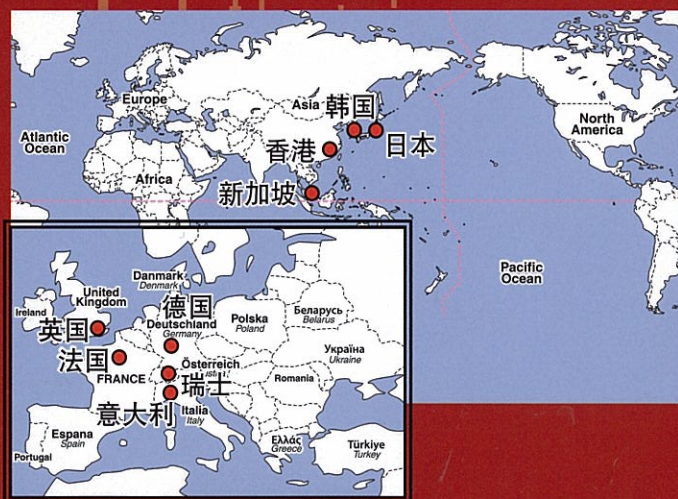 Europe
Asia
韩国
Atlantic
Ocean
North
America
香港
日本
Africa
新加坡
Pacific
Ocean
Danmark
Denmark
United
Kingdom
Ireland
德国
Polska
Poland
Беларусь
Belarus
英国
Deutschland
Germany
Україна
Ukraine
法国
FRANCE
Österreich
瑞士
Romania
意大利
Italia
Italy
Espana
Spain
Portugal
Ελλάς
Greece
Türkiye
Turkey